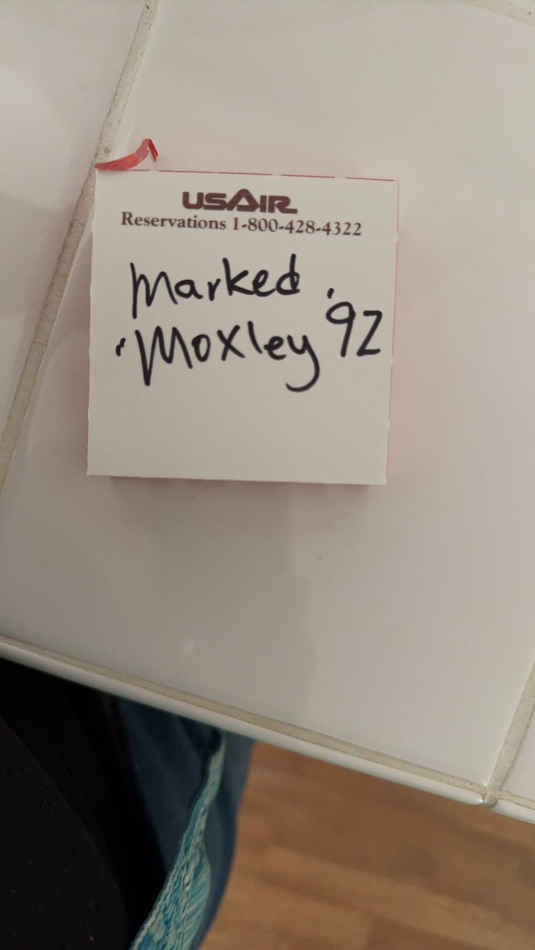 USAIR
Reservations 1-800-428-4322
Marked.
Moxley '92